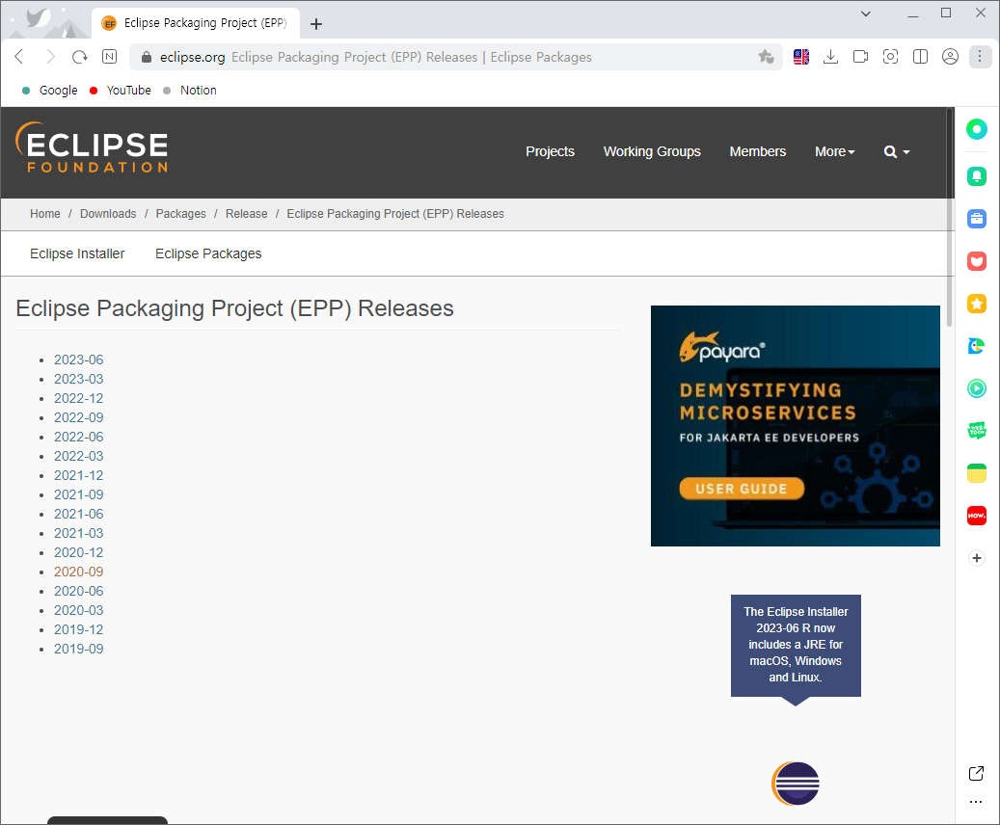 EF Eclipse Packaging Project (EPP)
N eclipse.org Eclipse Packaging Project (EPP) Releases | Eclipse Packages
Google YouTube Notion
ECLIPSE
FOUNDATION
Projects Working Groups Members More
Home / Downloads / Packages / Release / Eclipse Packaging Project (EPP) Releases
Eclipse Installer Eclipse Packages
Eclipse Packaging Project (EPP) Releases
2023-06
2023-03
2022-12
2022-09
2022-06
2022-03
2021-12
2021-09
2021-06
2021-03
2020-12
2020-09
2020-06
2020-03
2019-12
2019-09
payara®
DEMYSTIFYING
MICROSERVICES
FOR JAKARTA EE DEVELOPERS
USER GUIDE
The Eclipse Installer
2023-06 R now
includes a JRE for
macOS, Windows
and Linux.
WEB
TOON
NOW.